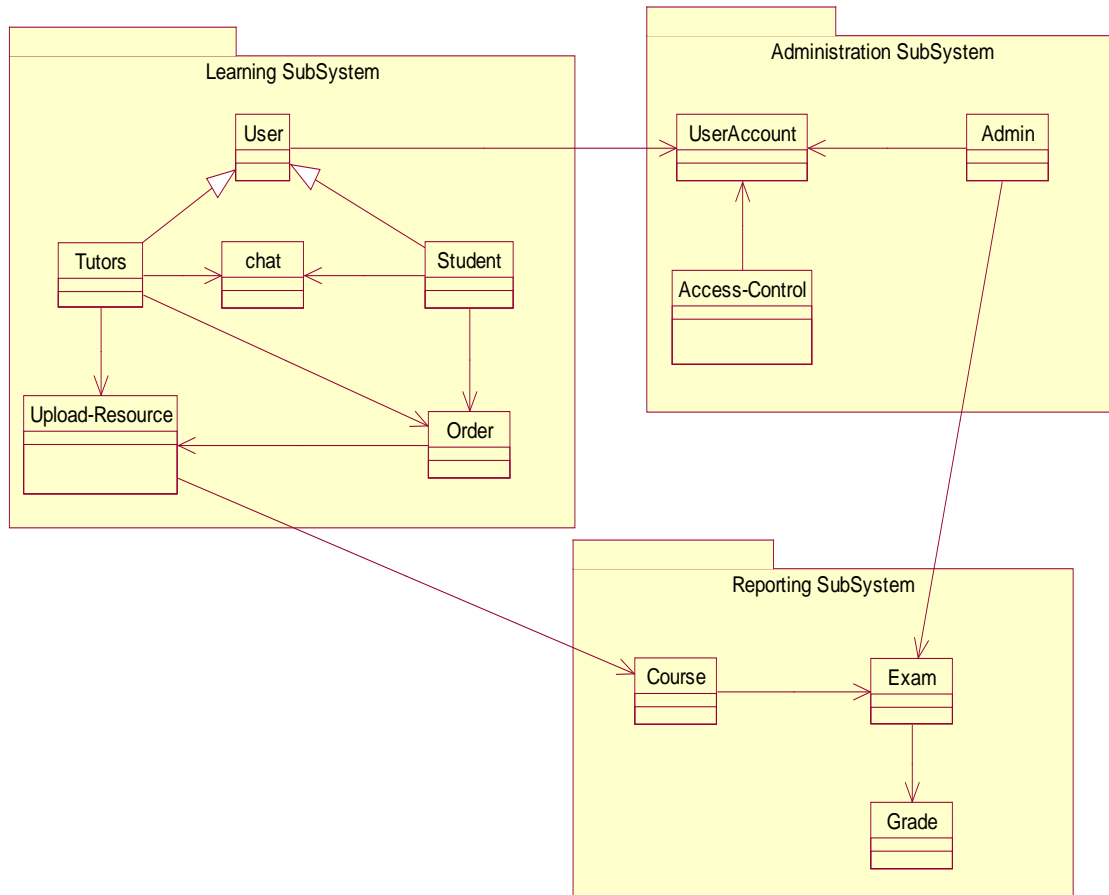 Learning SubSystem
User
Tutors
chat
Student
Upload-Resource
Order
Administration SubSystem
UserAccount
Admin
Access-Control
Reporting SubSystem
Course
Exam
Grade